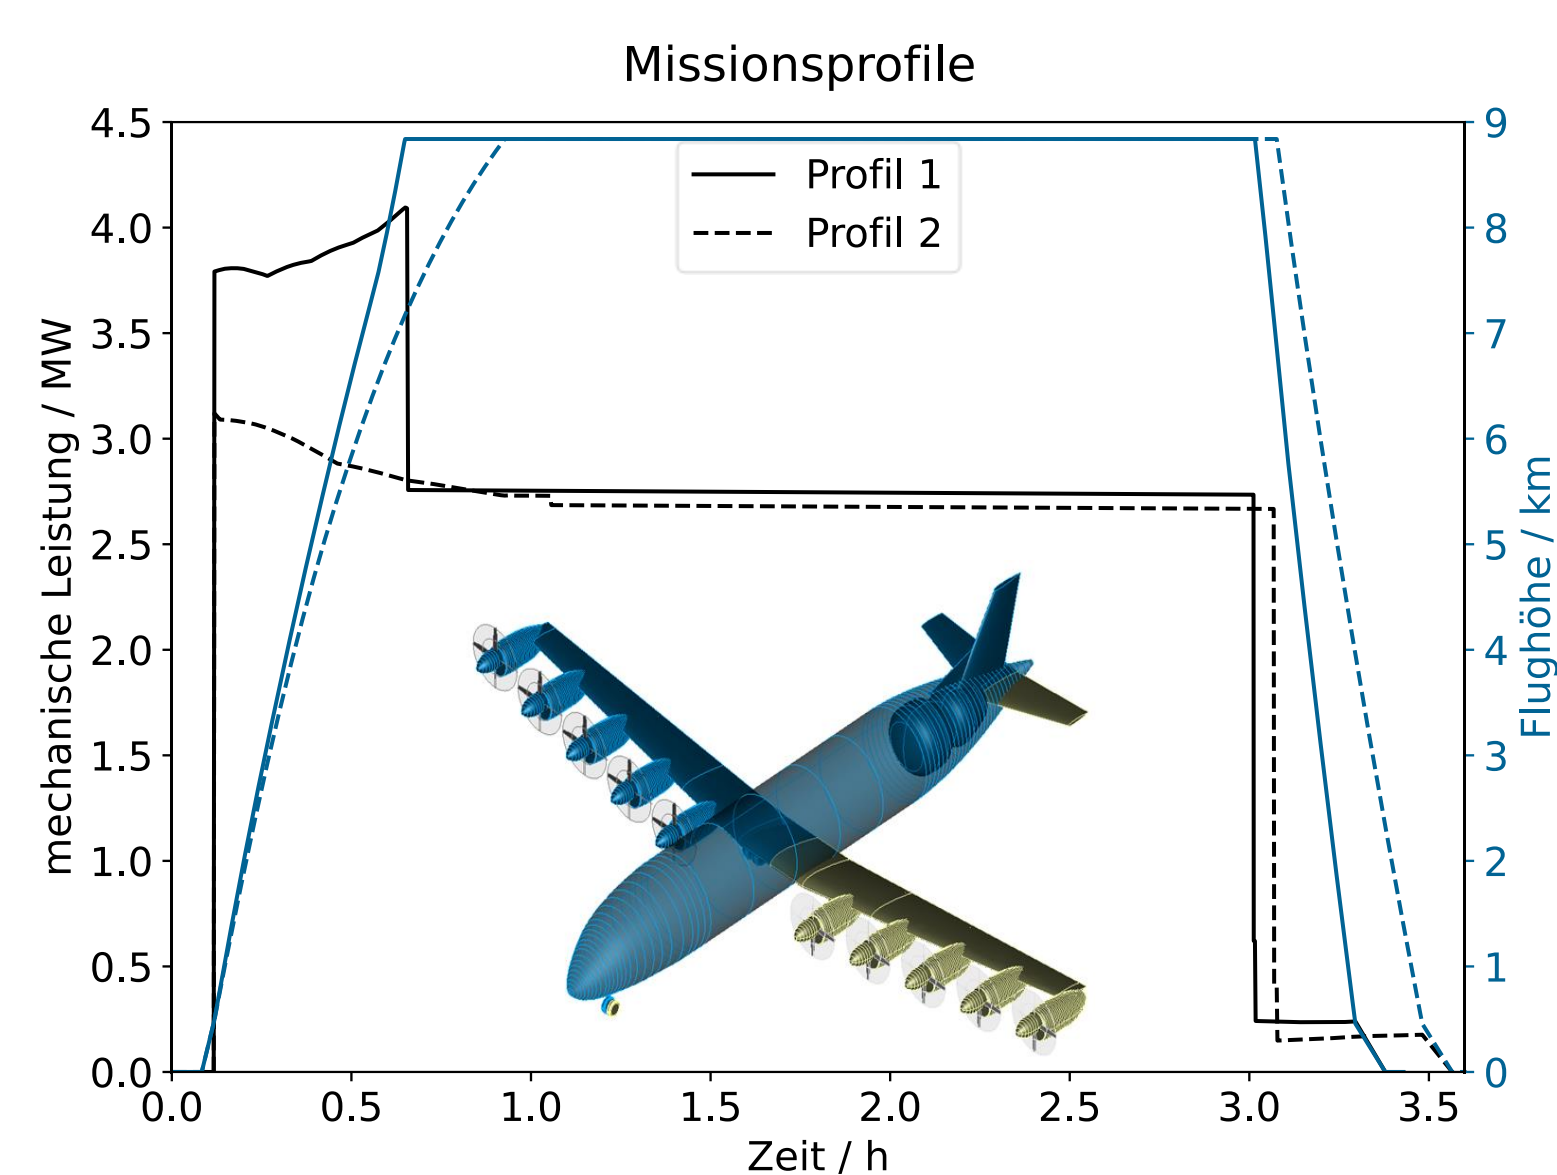 Missionsprofile
Profil 1
Profil 2
mechanische Leistung / MW
4.5
4.0
3.5
3.0
2.5
2.0
1.5
1.0
0.5
0.0
Flughöhe / km
9
8
7
6
5
4
3
2
1
0
0.0 0.5 1.0 1.5 2.0 2.5 3.0 3.5
Zeit / h